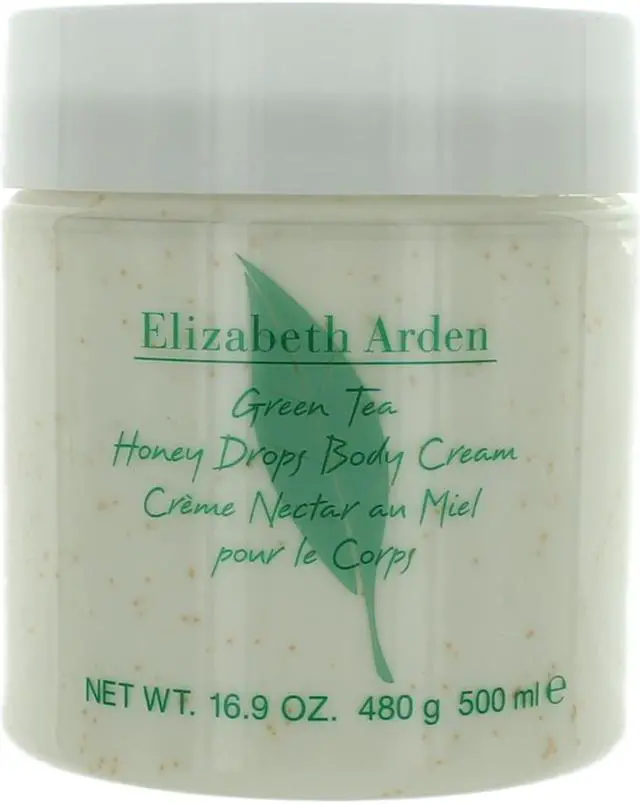 Elizabeth Arden
Green Tea
Honey Drops Body Cream
Crème Nectar au Miel
pour le Corps
NET WT. 16.9 OZ. 480 g 500 ml e